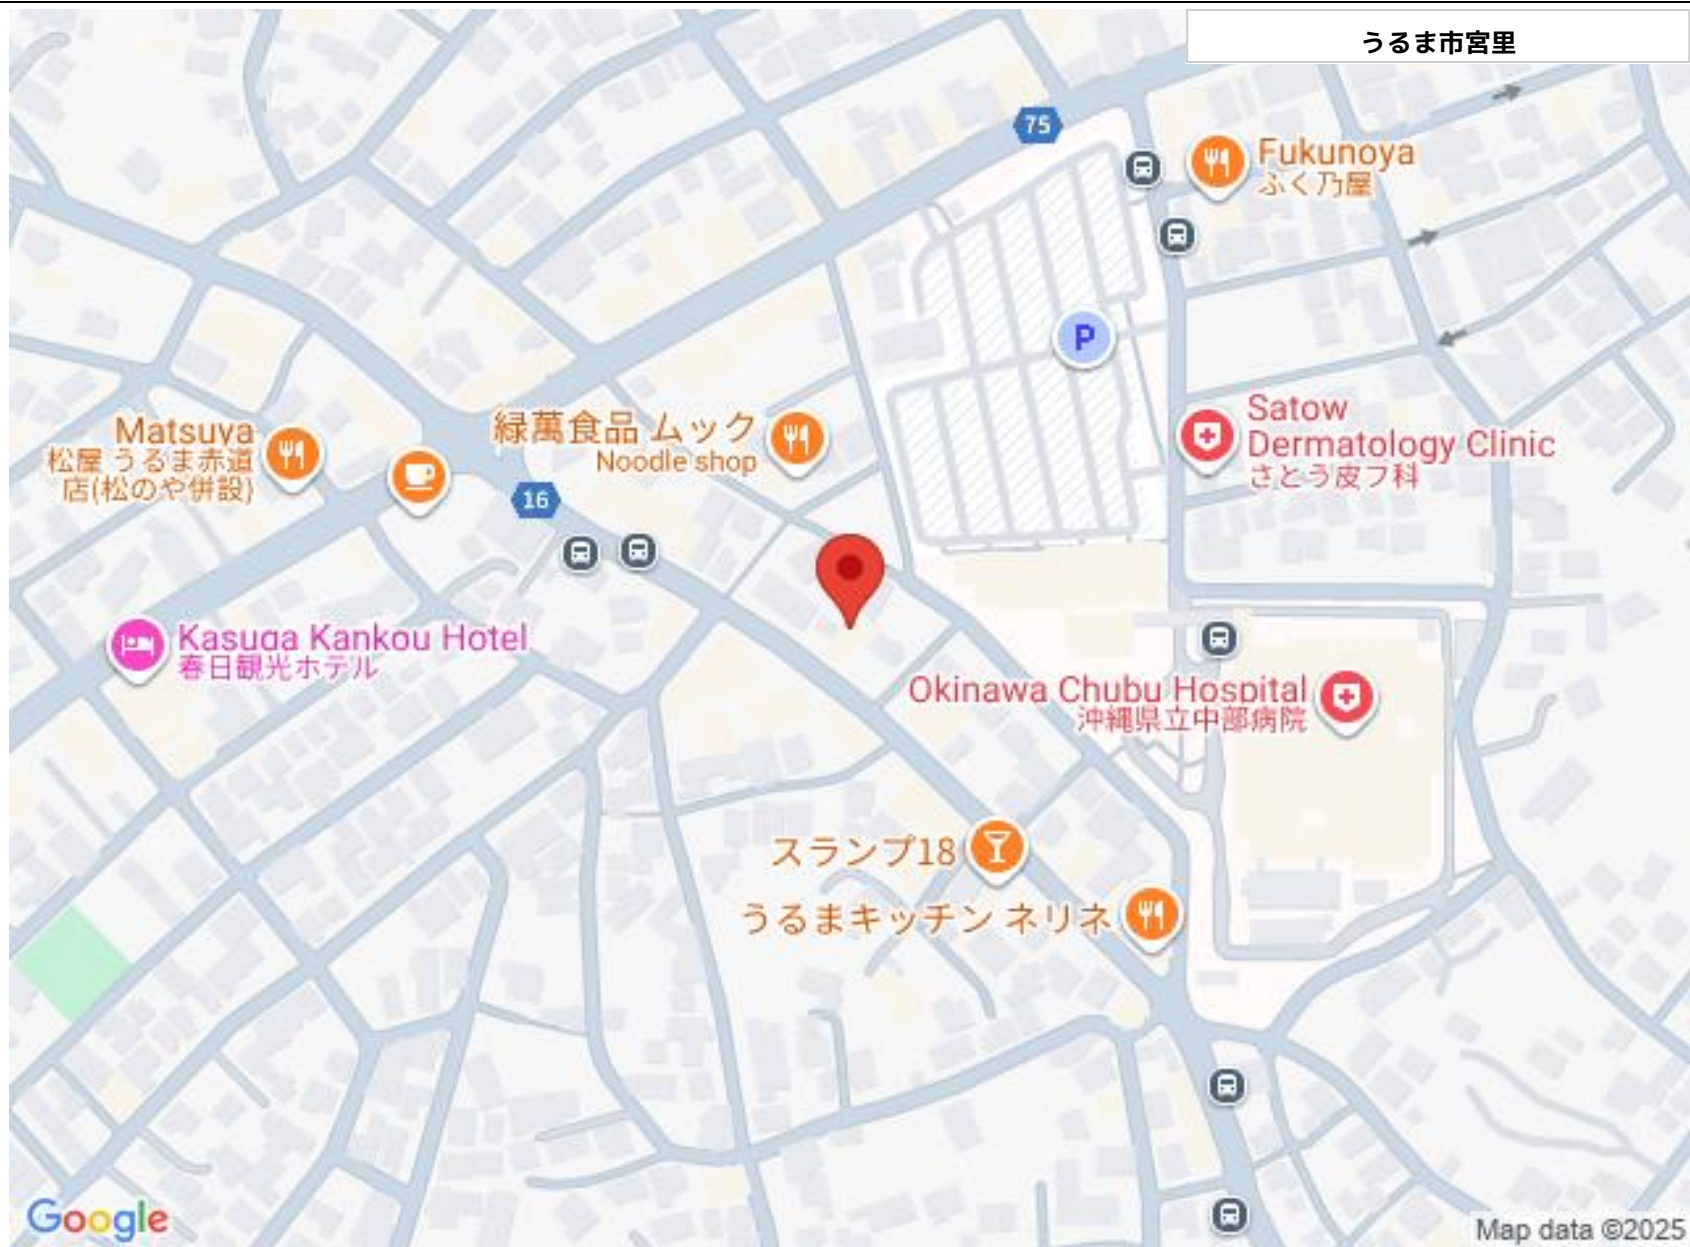 うるま市宮里
75
Fukunoya
ふく乃屋
P
Matsuya
松屋 うるま赤道
店(松のや併設)
緑萬食品 ムック
Noodle shop
Satow
Dermatology Clinic
さとう皮フ科
16
Kasuga Kankou Hotel
春日観光ホテル
Okinawa Chubu Hospital
沖縄県立中部病院
スランプ18
うるまキッチン ネリネ
Google
Map data ©2025